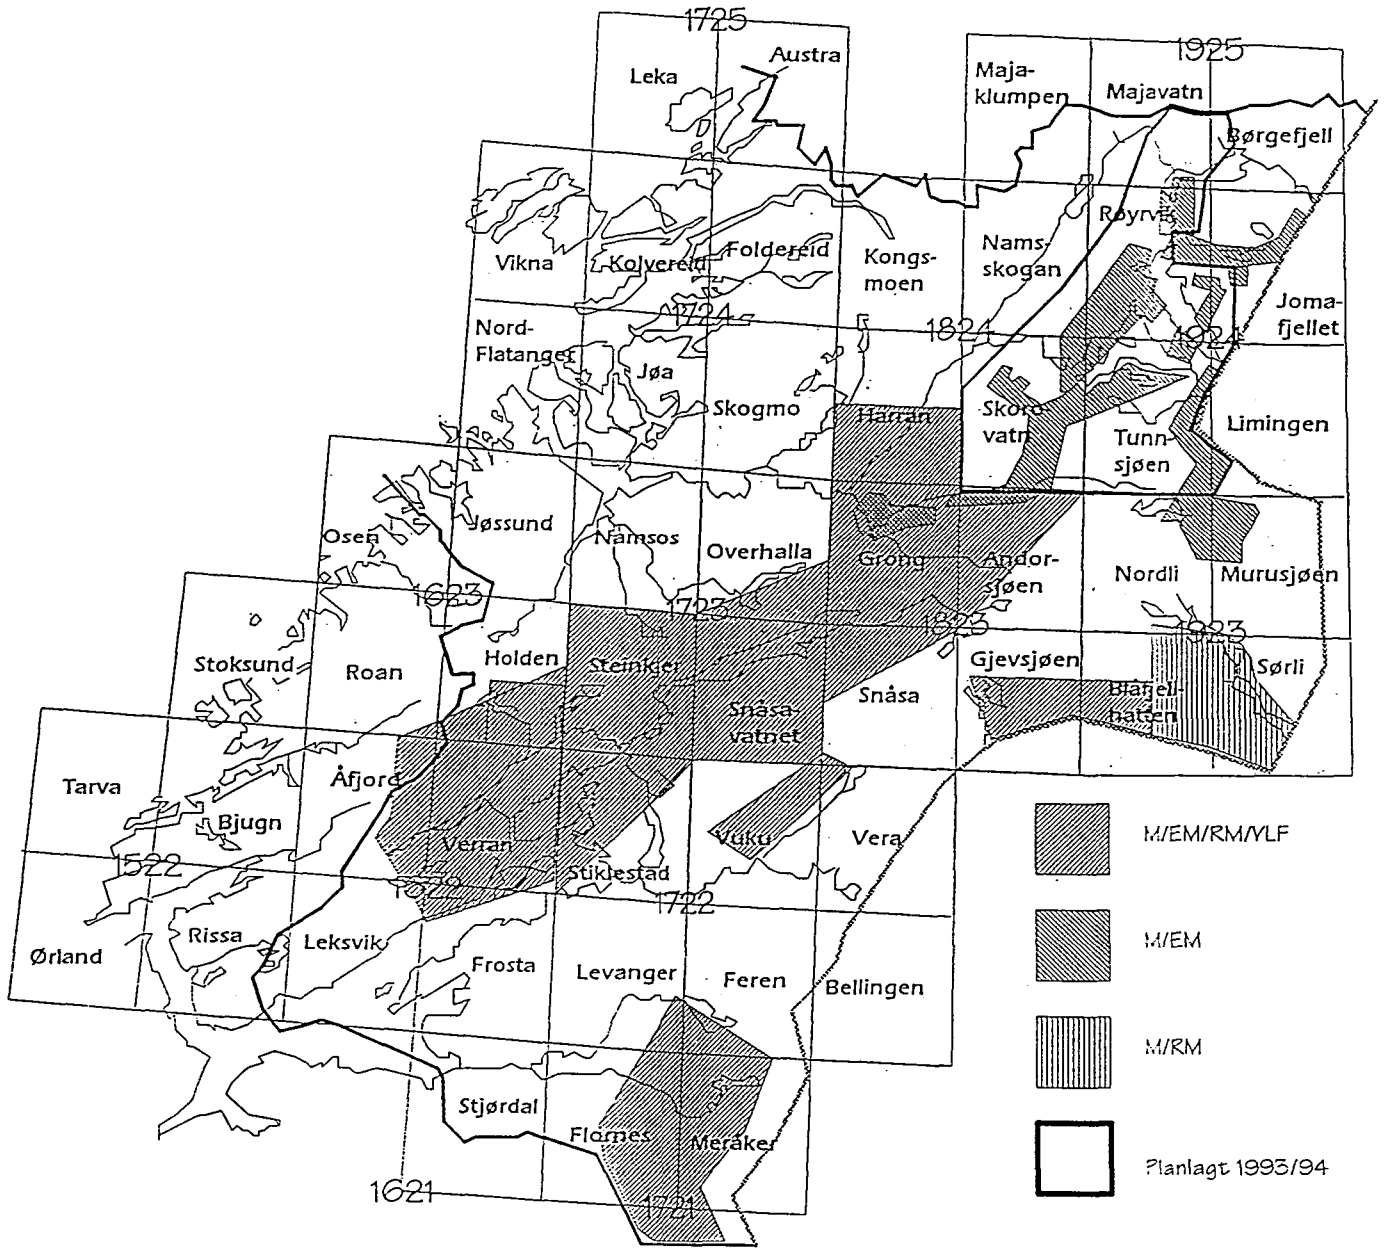 1725
Austra
Leka
1925
Maja-
klumpen
Majavatn
Børgefjell
Røyrvik
Vikna
Kolvereid
Foldereid
Kongs-
moen
Nams-
skogan
Joma-
fjellet
1724
1824
1924
Nord-
Flatanger
Jøa
Skogmo
Harran
Skoro-
vatn
Tunn-
sjøen
Limingen
Osen
Jøssund
Namsos
Overhalla
Grong
Andor-
sjøen
Nordli
Murusjøen
1623
1723
1823
1923
Stoksund
Roan
Holden
Steinkjer
Snåsa-
vatnet
Snåsa
Gjevsjøen
Blåfjell-
hatten
Sørli
Tarva
Bjugn
Åfjord
Verran
Stiklestad
Vuku
Vera
1522
1622
1722
Ørland
Rissa
Leksvik
Frosta
Levanger
Feren
Bellingen
Stjørdal
Flornes
Meråker
1621
1721
M/EM/RM/VLF
M/EM
M/RM
Planlagt 1993/94